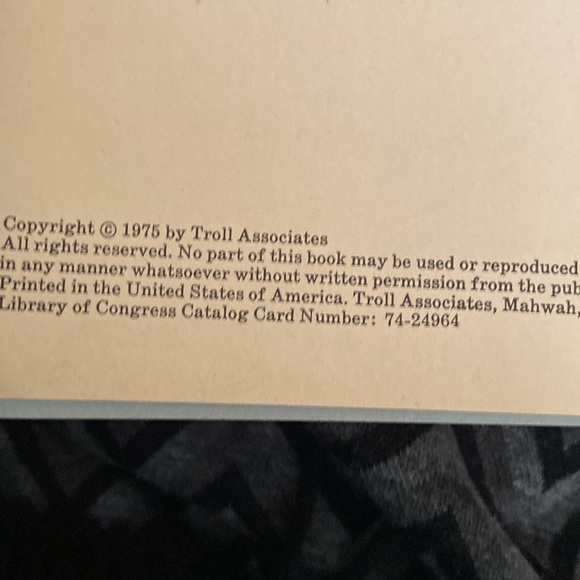 Copyright © 1975 by Troll Associates
All rights reserved. No part of this book may be used or reproduced
in any manner whatsoever without written permission from the pub
Printed in the United States of America. Troll Associates, Mahwah,
Library of Congress Catalog Card Number: 74-24964